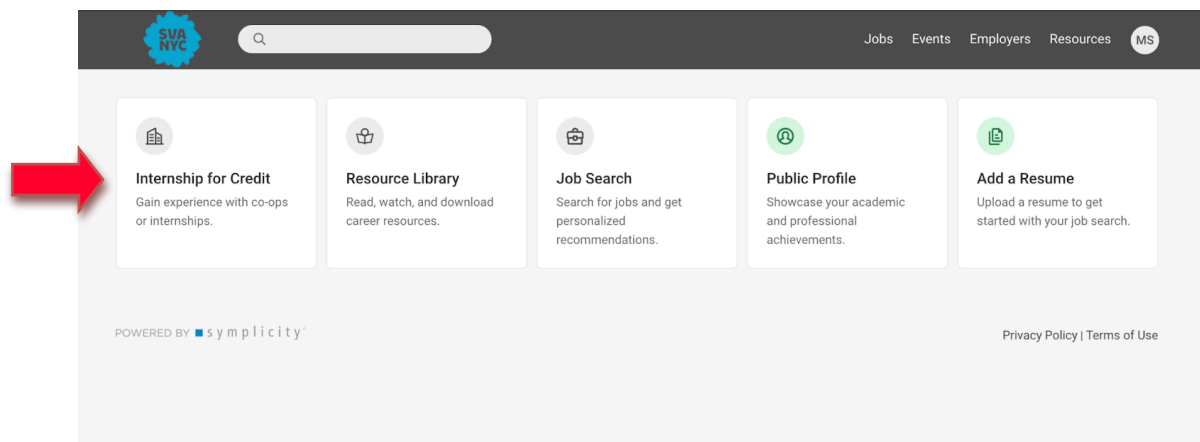 SVA
NYC
Jobs Events Employers Resources MS
Internship for Credit
Gain experience with co-ops
or internships.
Resource Library
Read, watch, and download
career resources.
Job Search
Search for jobs and get
personalized
recommendations.
Public Profile
Showcase your academic
and professional
achievements.
Add a Resume
Upload a resume to get
started with your job search.
POWERED BY symplicity
Privacy Policy | Terms of Use